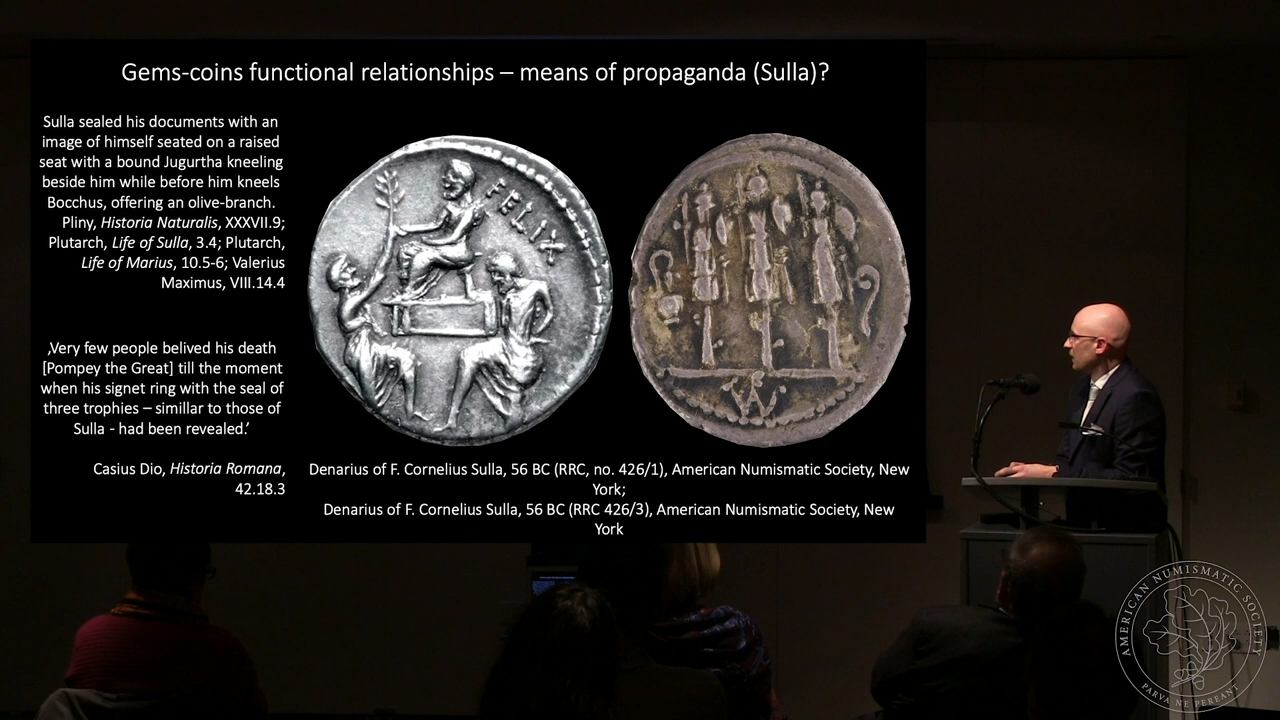 Gems-coins functional relationships – means of propaganda (Sulla)?
Sulla sealed his documents with an
image of himself seated on a raised
seat with a bound Jugurtha kneeling
beside him while before him kneels
Bocchus, offering an olive-branch.
Pliny, Historia Naturalis, XXXVII.9;
Plutarch, Life of Sulla, 3.4; Plutarch,
Life of Marius, 10.5-6; Valerius
Maximus, VIII.14.4
‚Very few people belived his death
[Pompey the Great] till the moment
when his signet ring with the seal of
three trophies – simillar to those of
Sulla - had been revealed.’
Casius Dio, Historia Romana,
42.18.3
FELIX
Denarius of F. Cornelius Sulla, 56 BC (RRC, no. 426/1), American Numismatic Society, New
York;
Denarius of F. Cornelius Sulla, 56 BC (RRC 426/3), American Numismatic Society, New
York
AMERICAN NUMISMATIC SOCIETY
PARVA NE PEREANT